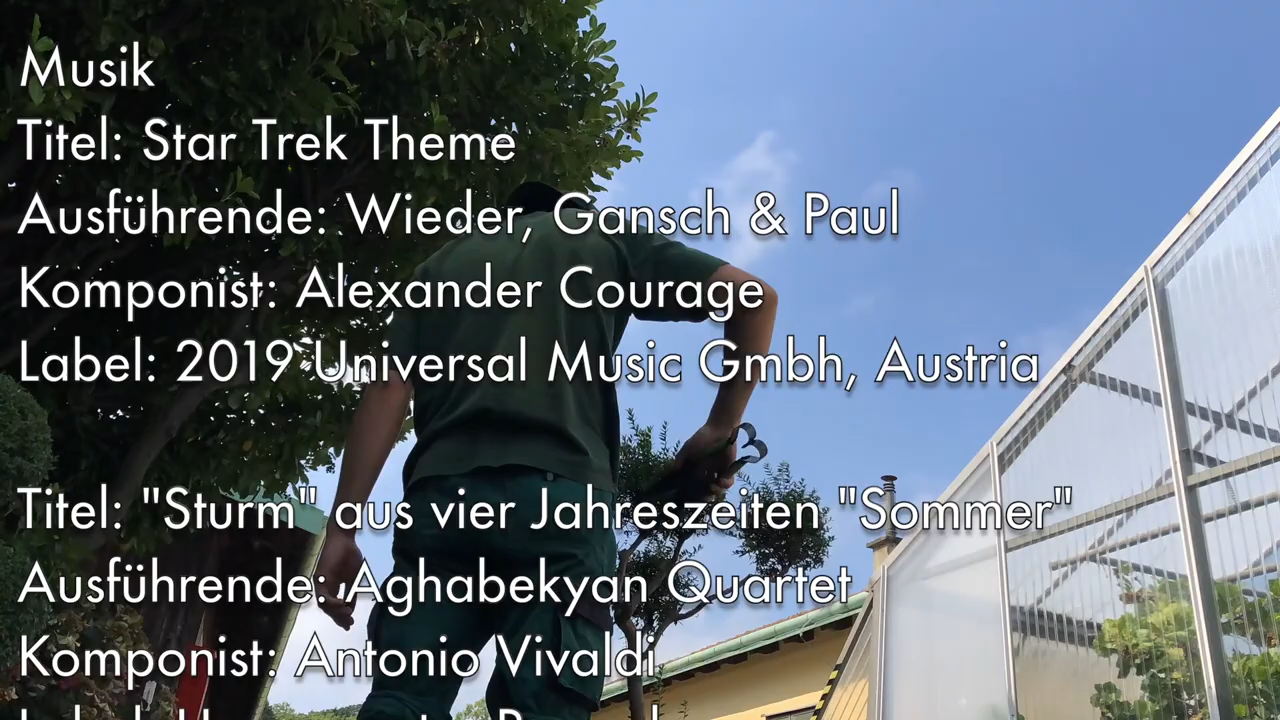 Musik
Titel: Star Trek Theme
Ausführende: Wieder, Gansch & Paul
Komponist: Alexander Courage
Label: 2019 Universal Music Gmbh, Austria
Titel: "Sturm" aus vier Jahreszeiten "Sommer"
Ausführende: Aghabekyan Quartet
Komponist: Antonio Vivaldi